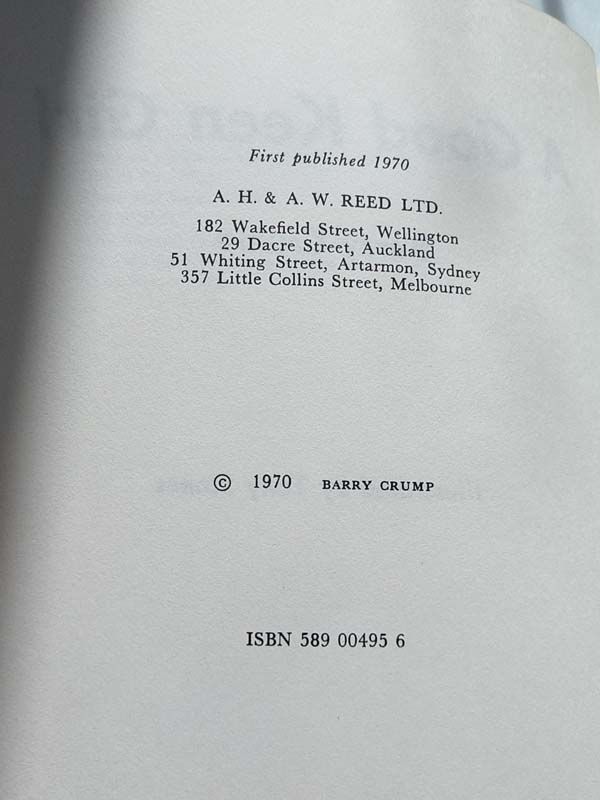 First published 1970
A. H. & A. W. REED LTD.
182 Wakefield Street, Wellington
29 Dacre Street, Auckland
51 Whiting Street, Artarmon, Sydney
357 Little Collins Street, Melbourne
© 1970 BARRY CRUMP
ISBN 589 00495 6